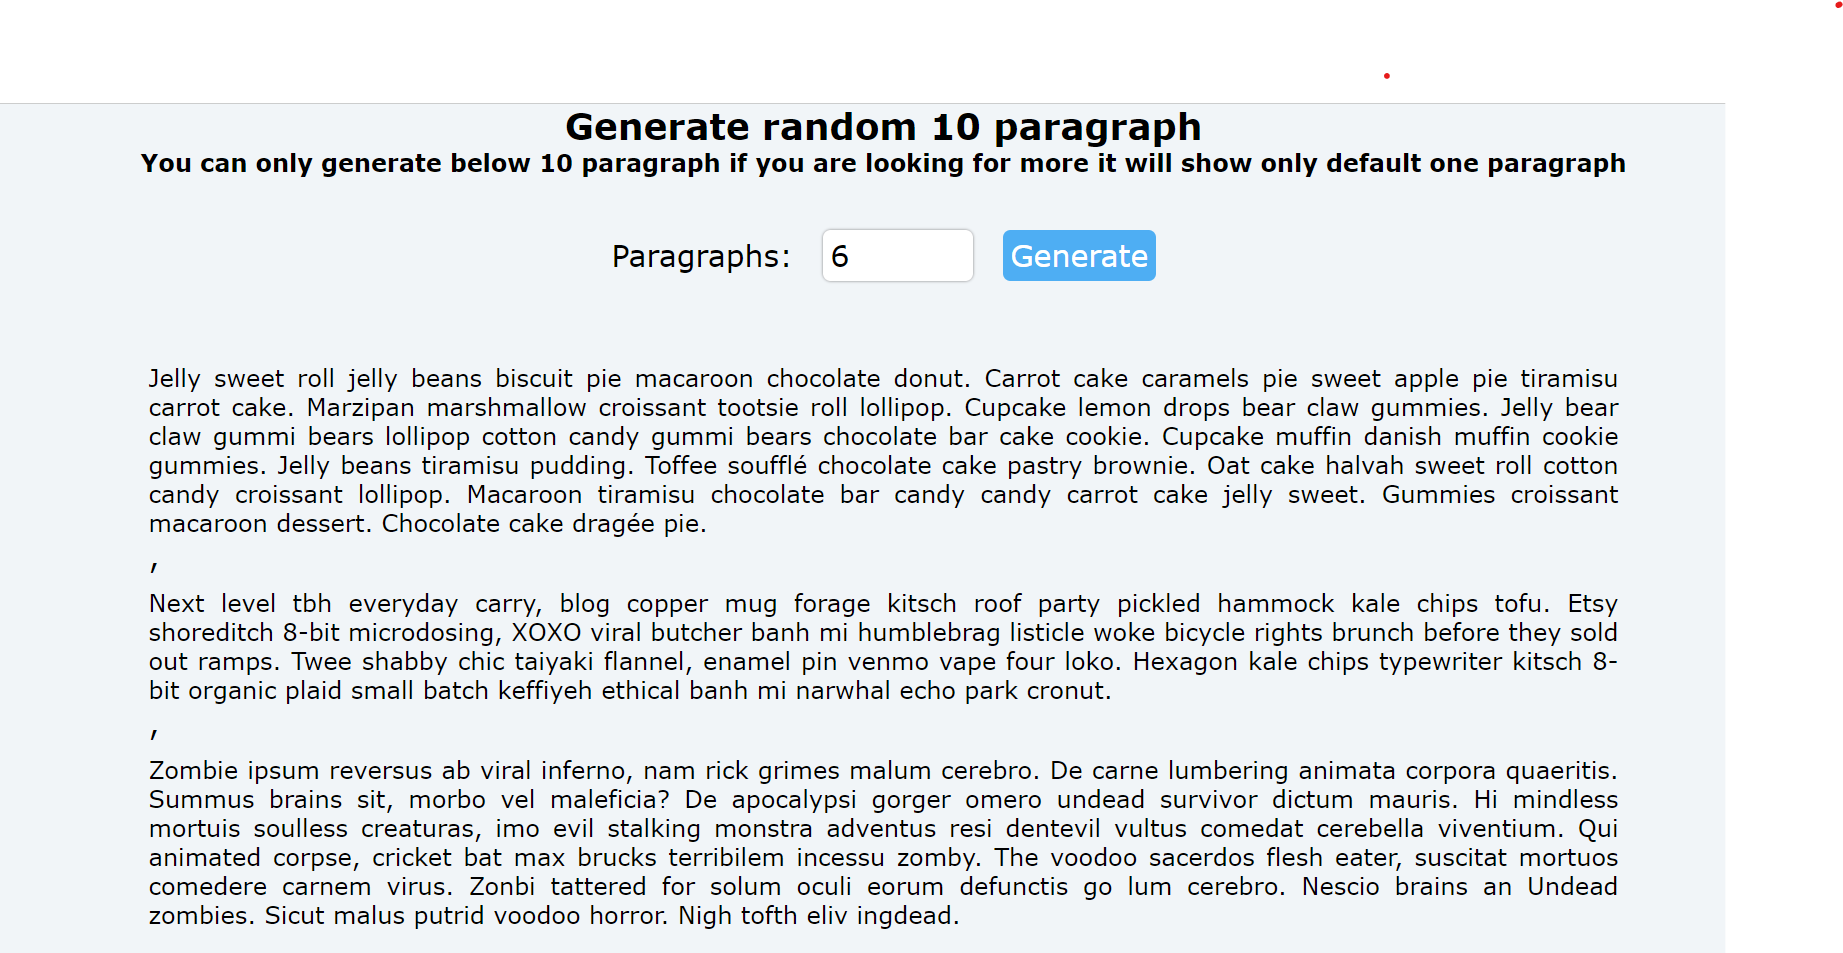 Generate random 10 paragraph
You can only generate below 10 paragraph if you are looking for more it will show only default one paragraph
Paragraphs: 6 Generate
Jelly sweet roll jelly beans biscuit pie macaroon chocolate donut. Carrot cake caramels pie sweet apple pie tiramisu
carrot cake. Marzipan marshmallow croissant tootsie roll lollipop. Cupcake lemon drops bear claw gummies. Jelly bear
claw gummi bears lollipop cotton candy gummi bears chocolate bar cake cookie. Cupcake muffin danish muffin cookie
gummies. Jelly beans tiramisu pudding. Toffee soufflé chocolate cake pastry brownie. Oat cake halvah sweet roll cotton
candy croissant lollipop. Macaroon tiramisu chocolate bar candy candy carrot cake jelly sweet. Gummies croissant
macaroon dessert. Chocolate cake dragée pie.
,
Next level tbh everyday carry, blog copper mug forage kitsch roof party pickled hammock kale chips tofu. Etsy
shoreditch 8-bit microdosing, XOXO viral butcher banh mi humblebrag listicle woke bicycle rights brunch before they sold
out ramps. Twee shabby chic taiyaki flannel, enamel pin venmo vape four loko. Hexagon kale chips typewriter kitsch 8-
bit organic plaid small batch keffiyeh ethical banh mi narwhal echo park cronut.
,
Zombie ipsum reversus ab viral inferno, nam rick grimes malum cerebro. De carne lumbering animata corpora quaeritis.
Summus brains sit, morbo vel maleficia? De apocalypsi gorger omero undead survivor dictum mauris. Hi mindless
mortuis soulless creaturas, imo evil stalking monstra adventus resi dentevil vultus comedat cerebella viventium. Qui
animated corpse, cricket bat max brucks terribilem incessu zomby. The voodoo sacerdos flesh eater, suscitat mortuos
comedere carnem virus. Zonbi tattered for solum oculi eorum defunctis go lum cerebro. Nescio brains an Undead
zombies. Sicut malus putrid voodoo horror. Nigh tofth eliv ingdead.